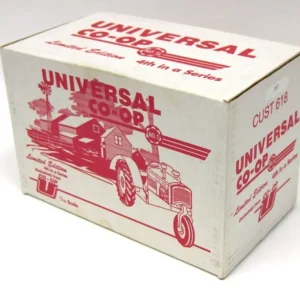 UNIVERSAL
CO-OP
Limited Edition
4th in a Series
UNIVERSAL
CO-OP
Limited Edition
CUST 618
UNIVERSAL
CO-OP
Limited Edition